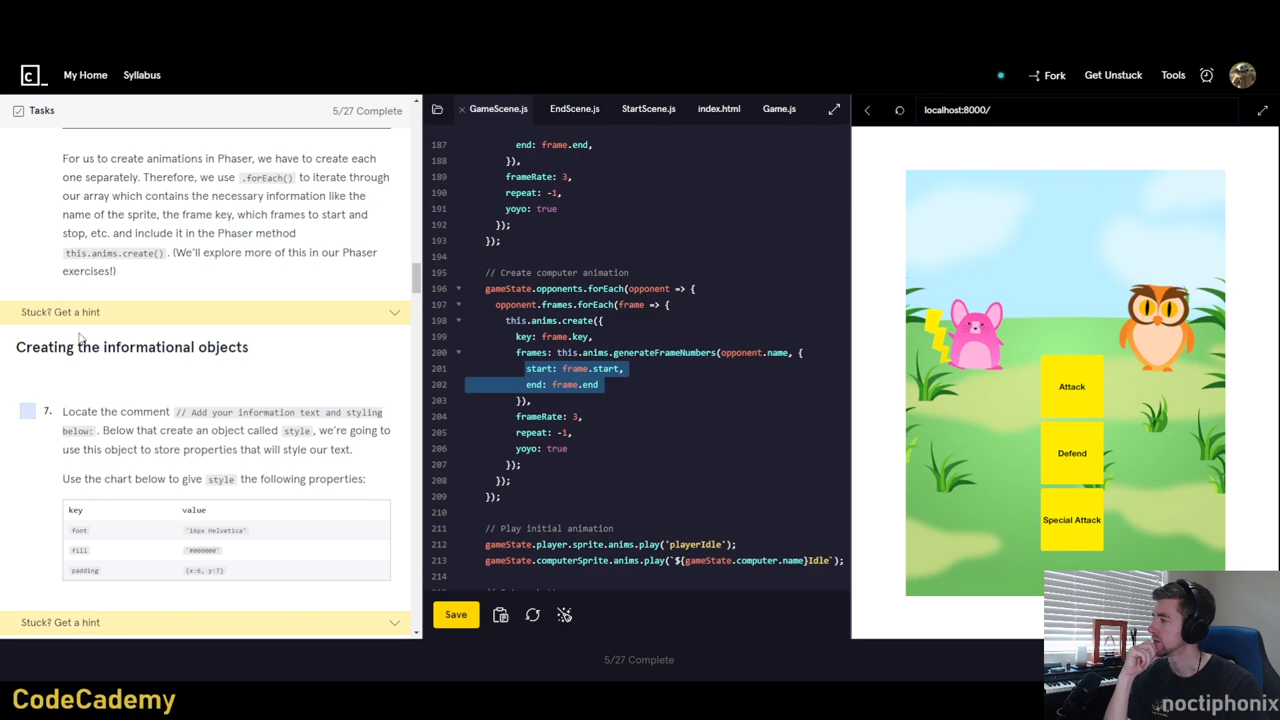 c_
My Home
Syllabus
Fork
Get Unstuck
Tools
Tasks
5/27 Complete
For us to create animations in Phaser, we have to create each
one separately. Therefore, we use .forEach() to iterate through
our array which contains the necessary information like the
name of the sprite, the frame key, which frames to start and
stop, etc. and include it in the Phaser method
this.anims.create() . (We'll explore more of this in our Phaser
exercises!)
Stuck? Get a hint
Creating the informational objects
7.
Locate the comment // Add your information text and styling
below: . Below that create an object called style , we're going to
use this object to store properties that will style our text.
Use the chart below to give style the following properties:
key value
font '16px Helvetica'
fill '#000000'
padding {x:6, y:7}
Stuck? Get a hint
GameScene.js
EndScene.js
StartScene.js
index.html
Game.js
187 end: frame.end,
188 }),
189 frameRate: 3,
190 repeat: -1,
191 yoyo: true
192 });
193 });
194
195 // Create computer animation
196 gameState.opponents.forEach(opponent => {
197 opponent.frames.forEach(frame => {
198 this.anims.create({
199 key: frame.key,
200 frames: this.anims.generateFrameNumbers(opponent.name, {
201 start: frame.start,
202 end: frame.end
203 }),
204 frameRate: 3,
205 repeat: -1,
206 yoyo: true
207 });
208 });
209 });
210
211 // Play initial animation
212 gameState.player.sprite.anims.play('playerIdle');
213 gameState.computerSprite.anims.play(`${gameState.computer.name}Idle`);
214
Save
localhost:8000/
Attack
Defend
Special Attack
5/27 Complete
CodeCademy
noctiphonix